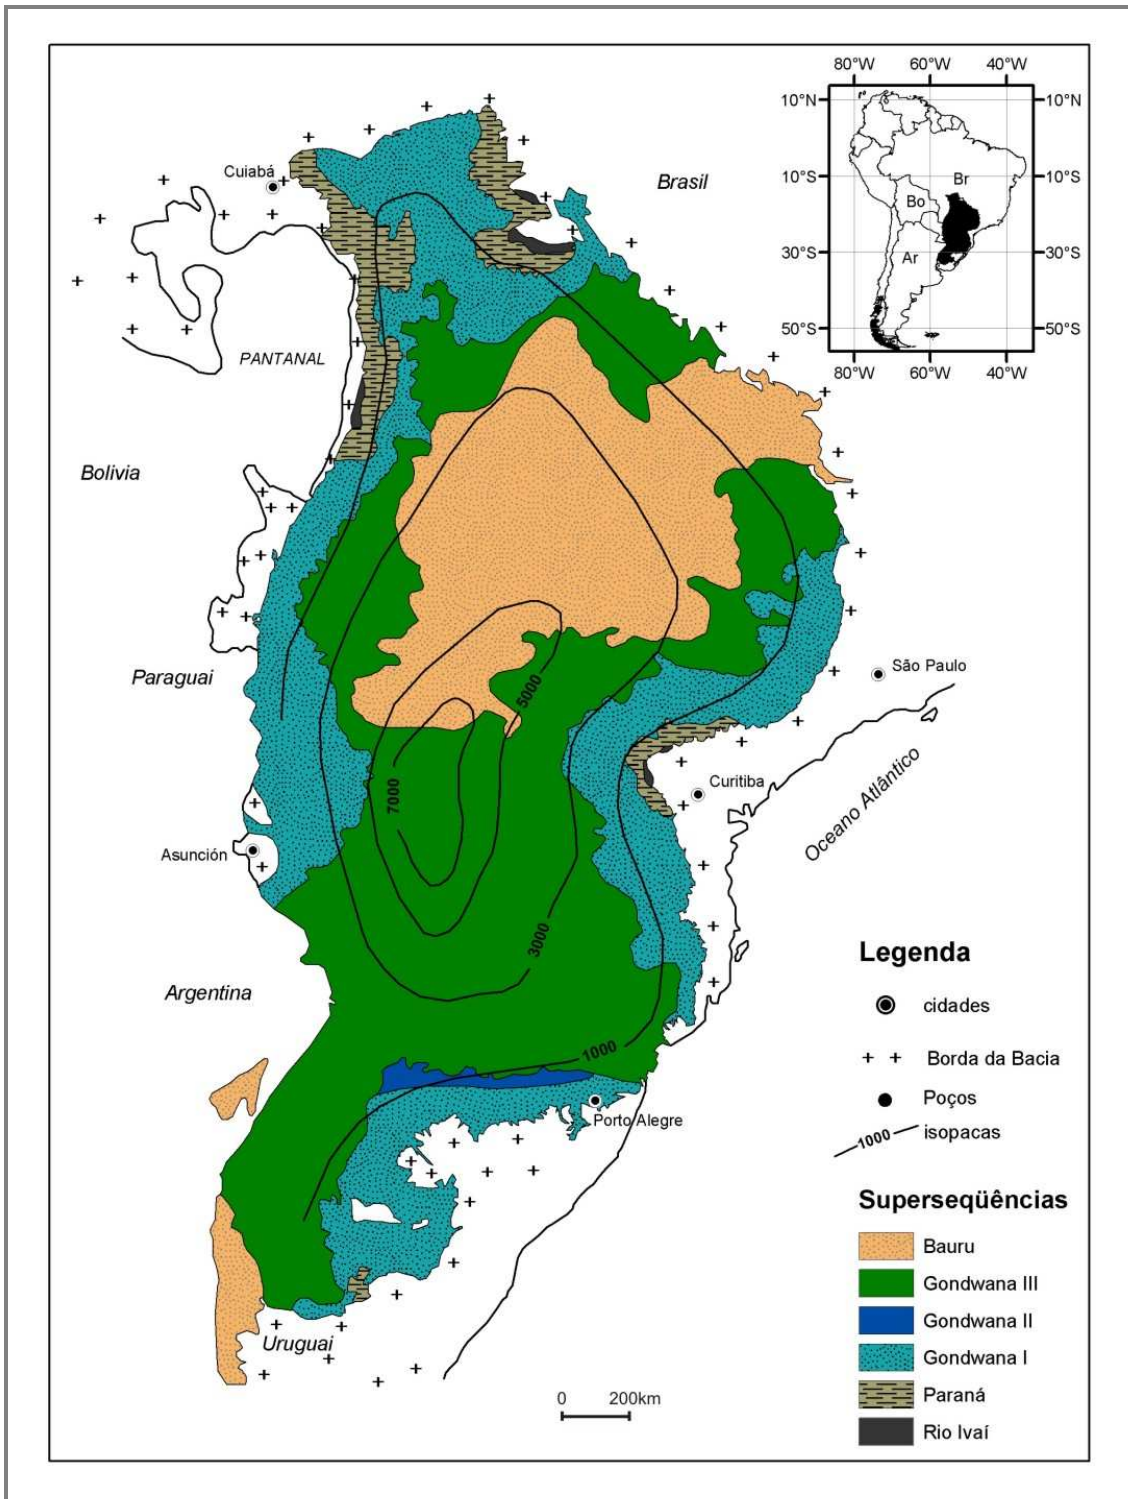 80°W 60°W 40°W
10°N 10°N
10°S 10°S
30°S 30°S
50°S 50°S
80°W 60°W 40°W
Br
Bo
Ar
Cuiabá
Brasil
PANTANAL
Bolivia
Paraguai
São Paulo
5000
7000
Curitiba
Oceano Atlântico
Asunción
3000
Argentina
1000
Porto Alegre
Uruguai
0 200km
Legenda
cidades
Borda da Bacia
Poços
1000 isopacas
Superseqüências
Bauru
Gondwana III
Gondwana II
Gondwana I
Paraná
Rio Ivaí